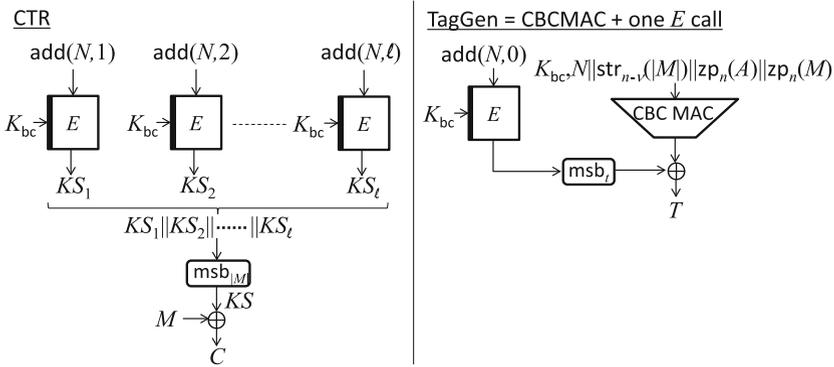 CTR
add(N,1) add(N,2) add(N,ℓ)
K_bc E K_bc E K_bc E
KS_1 KS_2 KS_ℓ
KS_1||KS_2||······||KS_ℓ
msb_|M|
KS
M
C
TagGen = CBCMAC + one E call
add(N,0)
K_bc,N||str_n-ν(|M|)||zp_n(A)||zp_n(M)
K_bc E
CBC MAC
msb_t
T